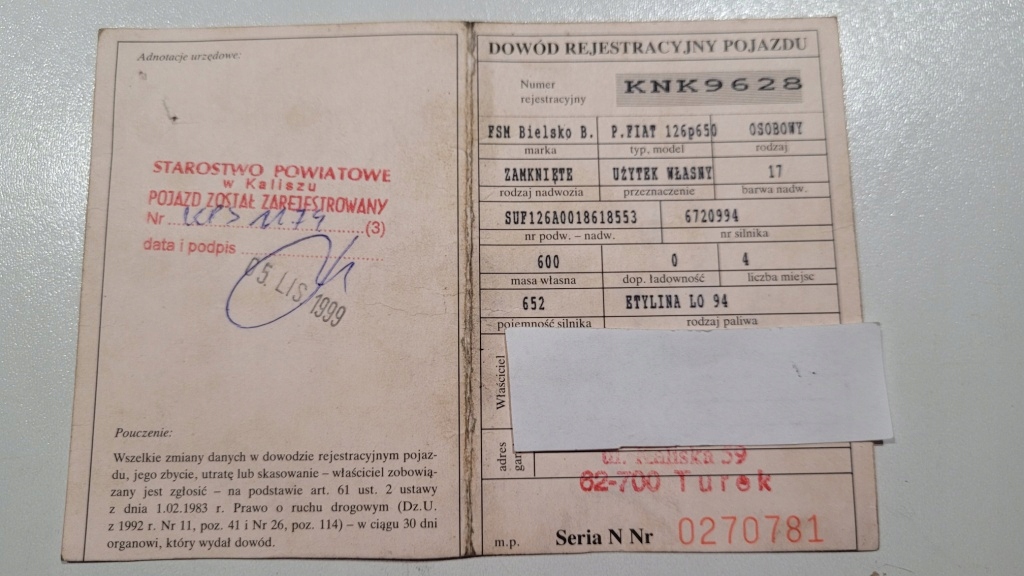 Adnotacje urzędowe:
STAROSTWO POWIATOWE
w Kaliszu
POJAZD ZOSTAŁ ZAREJESTROWANY
Nr (3)
data i podpis
5. LIS 1999
Pouczenie:
Wszelkie zmiany danych w dowodzie rejestracyjnym pojaz-
du, jego zbycie, utratę lub skasowanie – właściciel zobowią-
zany jest zgłosić – na podstawie art. 61 ust. 2 ustawy
z dnia 1.02.1983 r. Prawo o ruchu drogowym (Dz.U.
z 1992 r. Nr 11, poz. 41 i Nr 26, poz. 114) – w ciągu 30 dni
organowi, który wydał dowód.
DOWÓD REJESTRACYJNY POJAZDU
Numer
rejestracyjny
KNK9628
FSM Bielsko B. P.FIAT 126p650 OSOBOWY
marka typ, model rodzaj
ZAMKNIĘTE UŻYTEK WŁASNY 17
rodzaj nadwozia przeznaczenie barwa nadw.
SUF126A0018618553 6720994
nr podw. – nadw. nr silnika
600 0 4
masa własna dop. ładowność liczba miejsc
652 ETYLINA LO 94
pojemność silnika rodzaj paliwa
Właściciel
adres
ul. 59
62-700 Turek
m.p. Seria N Nr 0270781